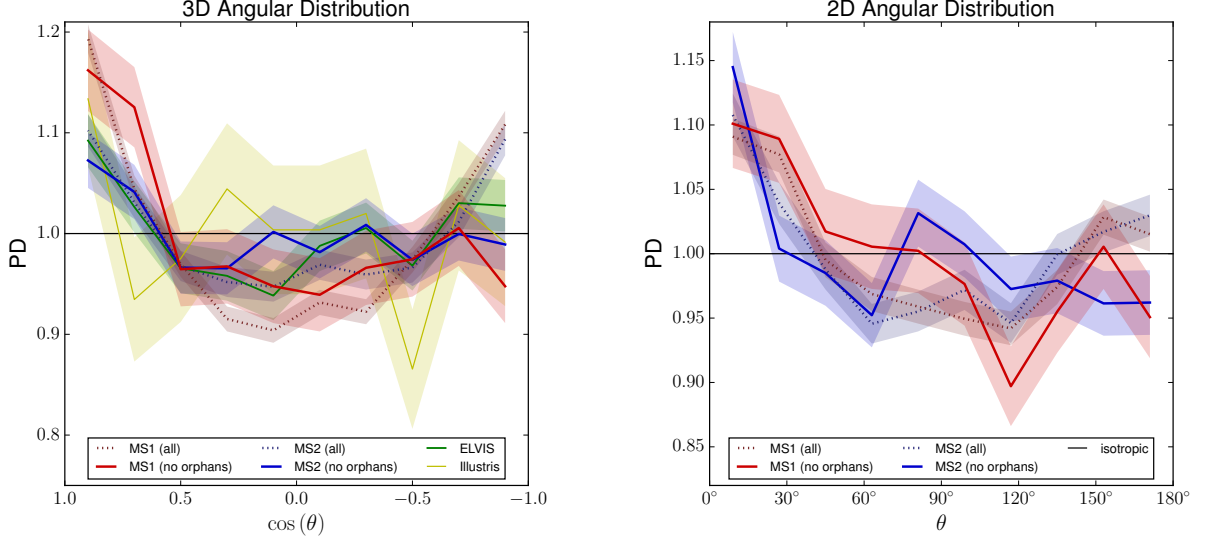 3D Angular Distribution
PD
1.2
1.1
1.0
0.9
0.8
MS1 (all)
MS1 (no orphans)
MS2 (all)
MS2 (no orphans)
ELVIS
Illustris
1.0
0.5
0.0
−0.5
−1.0
cos (θ)
2D Angular Distribution
PD
1.15
1.10
1.05
1.00
0.95
0.90
0.85
MS1 (all)
MS1 (no orphans)
MS2 (all)
MS2 (no orphans)
isotropic
0°
30°
60°
90°
120°
150°
180°
θ